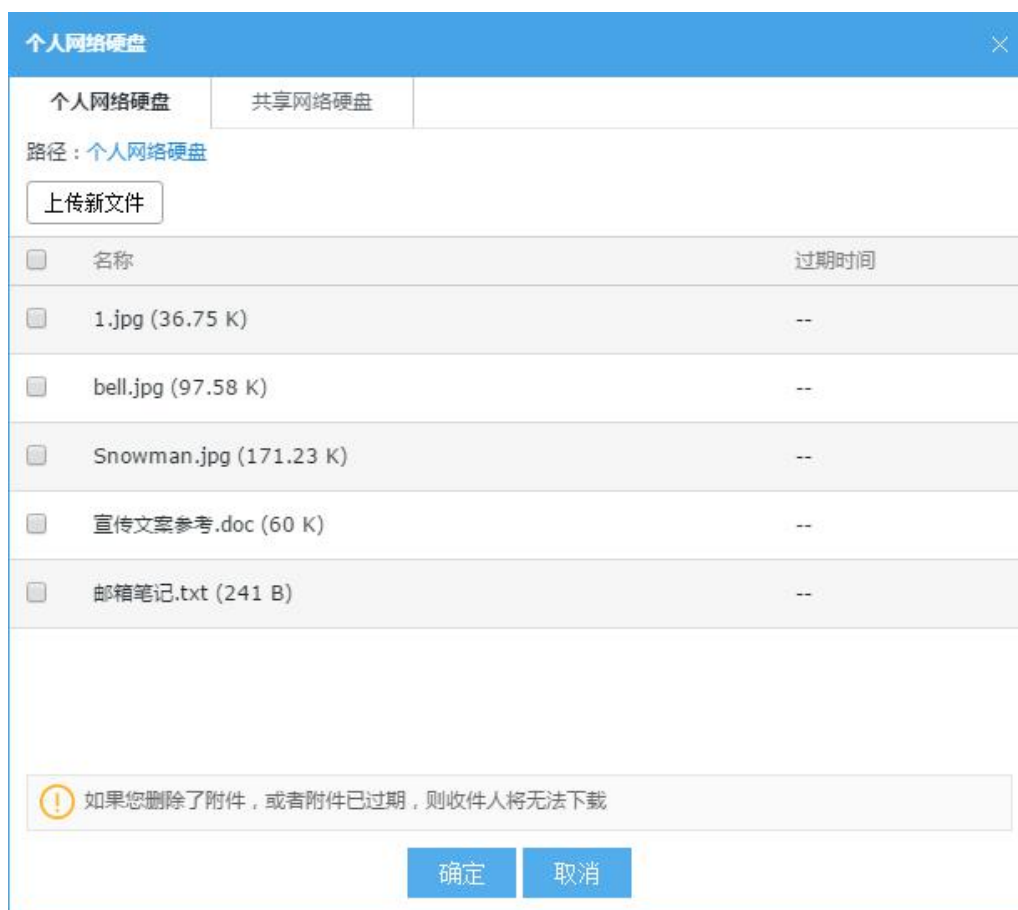 个人网络硬盘
个人网络硬盘 共享网络硬盘
路径：个人网络硬盘
上传新文件
名称 过期时间
1.jpg (36.75 K) --
bell.jpg (97.58 K) --
Snowman.jpg (171.23 K) --
宣传文案参考.doc (60 K) --
邮箱笔记.txt (241 B) --
如果您删除了附件，或者附件已过期，则收件人将无法下载
确定 取消